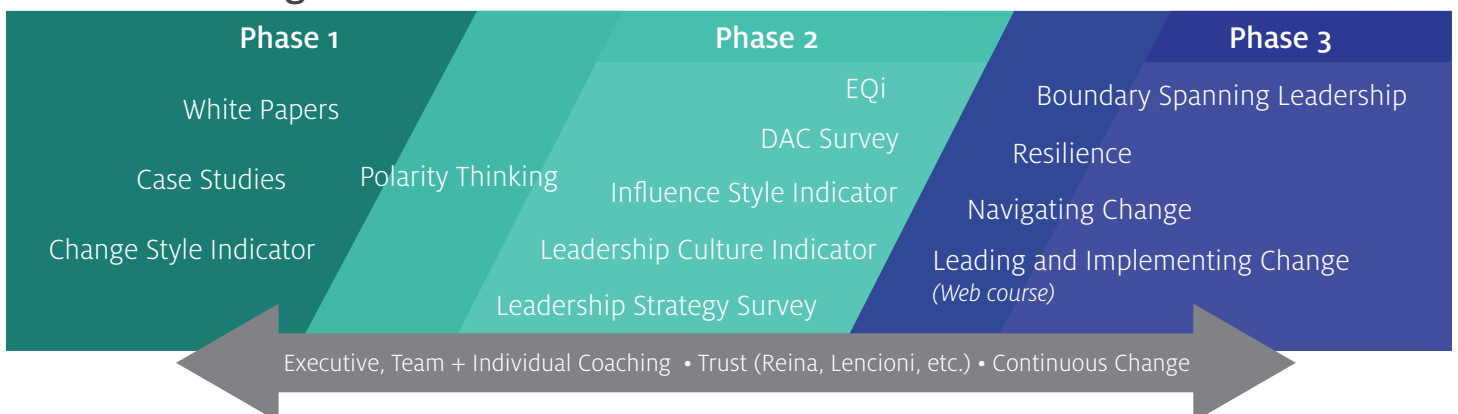 Phase 1
White Papers
Case Studies
Change Style Indicator
Polarity Thinking
Phase 2
EQi
DAC Survey
Influence Style Indicator
Leadership Culture Indicator
Leadership Strategy Survey
Phase 3
Boundary Spanning Leadership
Resilience
Navigating Change
Leading and Implementing Change
(Web course)
Executive, Team + Individual Coaching • Trust (Reina, Lencioni, etc.) • Continuous Change